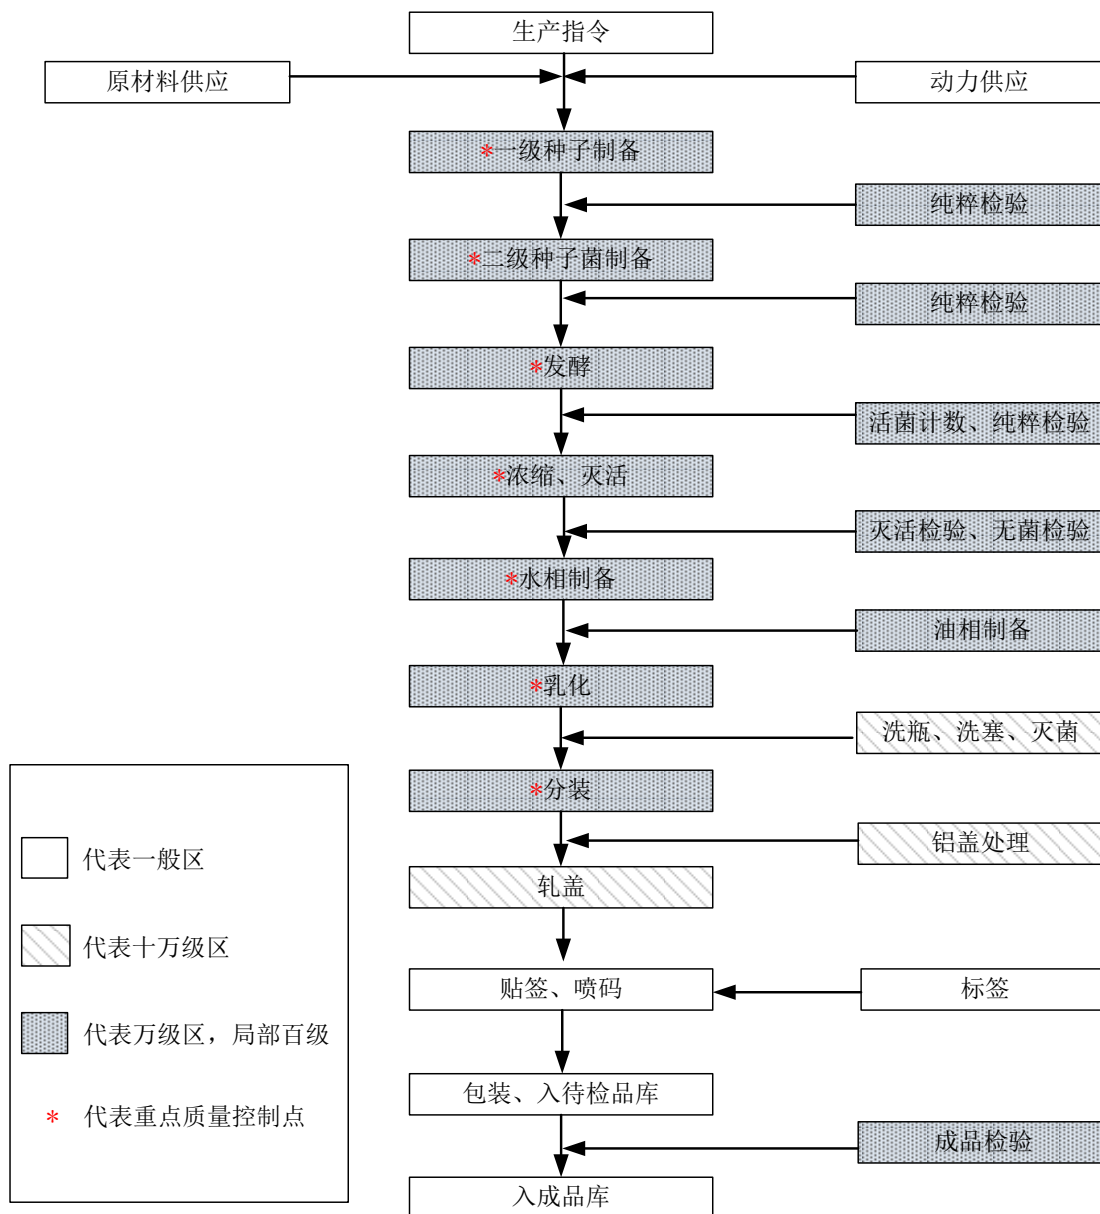 生产指令
原材料供应
动力供应
*一级种子制备
纯粹检验
*二级种子菌制备
纯粹检验
*发酵
活菌计数、纯粹检验
*浓缩、灭活
灭活检验、无菌检验
*水相制备
油相制备
*乳化
洗瓶、洗塞、灭菌
*分装
铝盖处理
轧盖
贴签、喷码
标签
包装、入待检品库
成品检验
入成品库
代表一般区
代表十万级区
代表万级区，局部百级
* 代表重点质量控制点